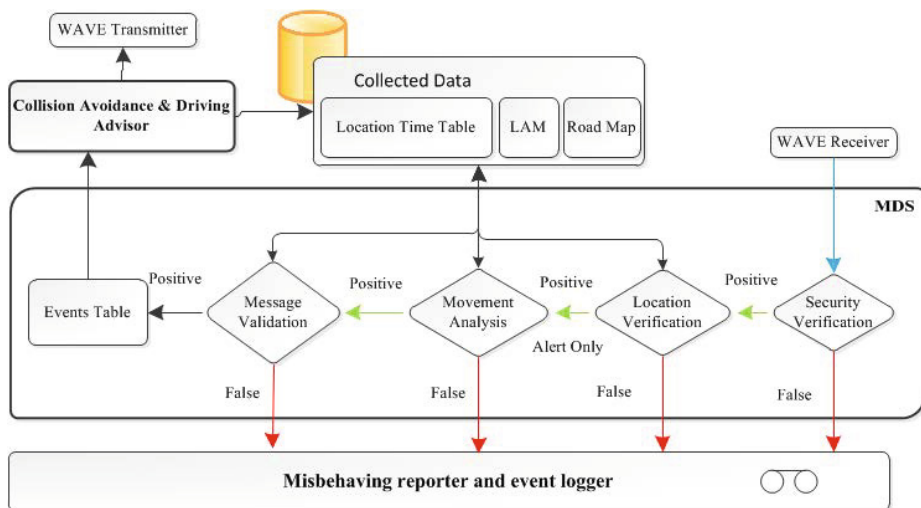 WAVE Transmitter
Collision Avoidance & Driving
Advisor
Collected Data
Location Time Table
LAM
Road Map
WAVE Receiver
MDS
Events Table
Positive
Message
Validation
Positive
Movement
Analysis
Positive
Alert Only
Location
Verification
Positive
Security
Verification
False
False
False
False
Misbehaving reporter and event logger